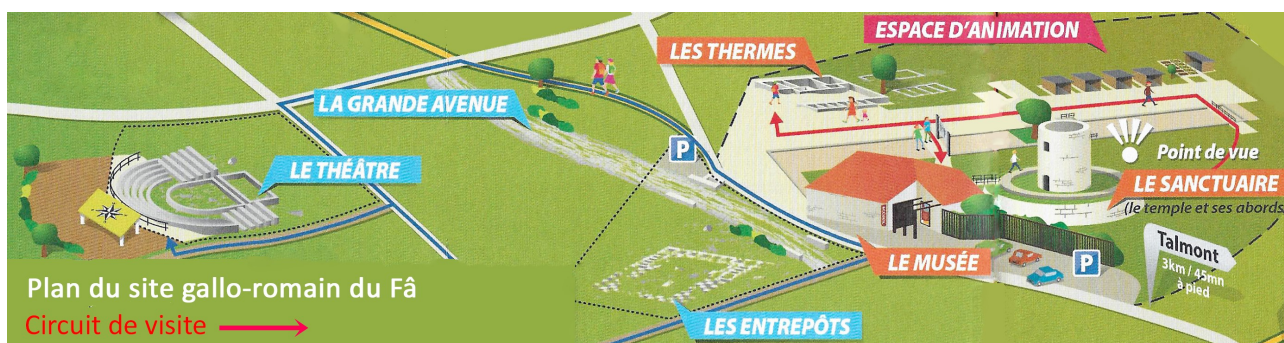 ESPACE D'ANIMATION
LES THERMES
LA GRANDE AVENUE
P
Point de vue
LE THÉÂTRE
LE SANCTUAIRE
(le temple et ses abords
Talmont
3km / 45mn
à pied
LE MUSÉE
P
Plan du site gallo-romain du Fâ
Circuit de visite
LES ENTREPÔTS